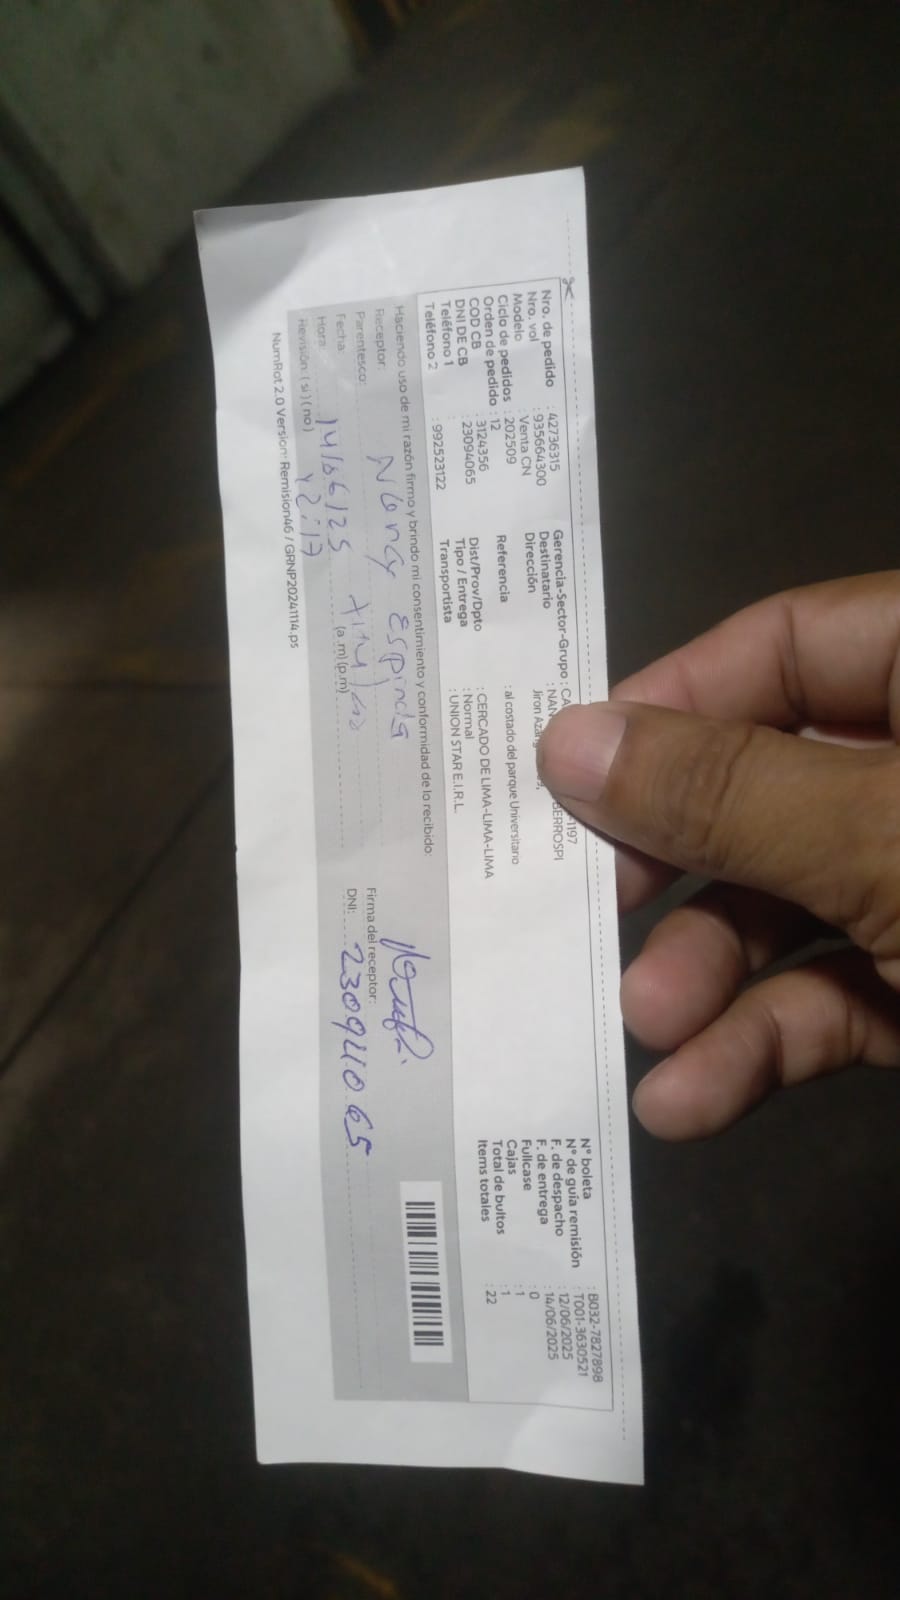 Nro. de pedido : 42736315
Nro. vol : 935664300
Modelo : Venta CN
Ciclo de pedidos : 202509
Orden de pedido : 12
COD CB : 3124356
DNI DE CB : 23094065
Teléfono 1 :
Teléfono 2 : 992523122
Gerencia-Sector-Grupo : CA 1197
Destinatario : NAN BERROSPI
Dirección Jiron
Referencia : al costado del parque Universitario
Dist/Prov/Dpto : CERCADO DE LIMA-LIMA-LIMA
Tipo / Entrega : Normal
Transportista : UNION STAR E.I.R.L.
N° boleta : B032-7827898
N° de guía remisión : T001-3630521
F. de despacho : 12/06/2025
F. de entrega : 14/06/2025
Fullcase : 0
Cajas : 1
Total de bultos : 1
Items totales : 22
Haciendo uso de mi razón firmo y brindo mi consentimiento y conformidad de lo recibido:
Receptor: Espinola
Parentesco:
Fecha: 14/06/25
Hora: (a.m) (p.m)
Revisión: ( si ) ( no )
Firma del receptor:
DNI: 23094065
NumRot 2.0 Version: Remision46 / GRNP20241114.ps